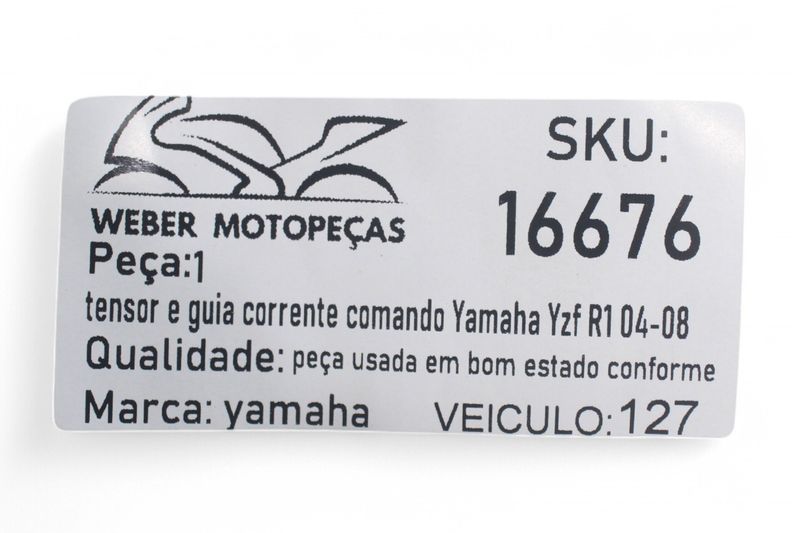 WEBER MOTOPEÇAS
SKU:
16676
Peça:1
tensor e guia corrente comando Yamaha Yzf R1 04-08
Qualidade: peça usada em bom estado conforme
Marca: yamaha VEICULO: 127